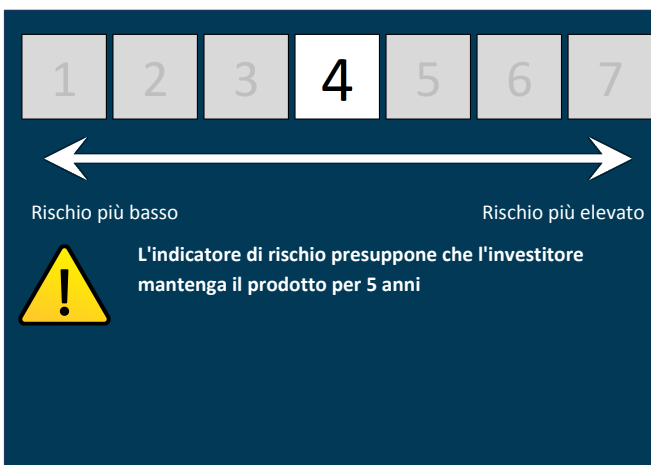 1 2 3 4 5 6 7
Rischio più basso Rischio più elevato
L'indicatore di rischio presuppone che l'investitore
mantenga il prodotto per 5 anni